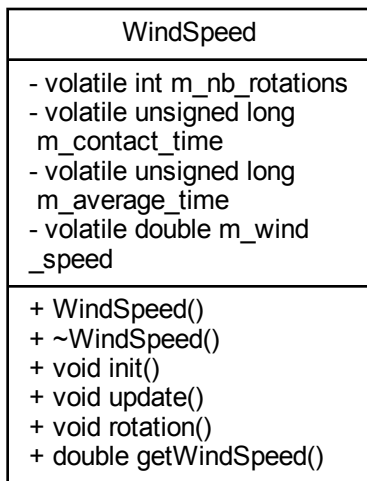 WindSpeed
- volatile int m_nb_rotations
- volatile unsigned long
m_contact_time
- volatile unsigned long
m_average_time
- volatile double m_wind
_speed
+ WindSpeed()
+ ~WindSpeed()
+ void init()
+ void update()
+ void rotation()
+ double getWindSpeed()